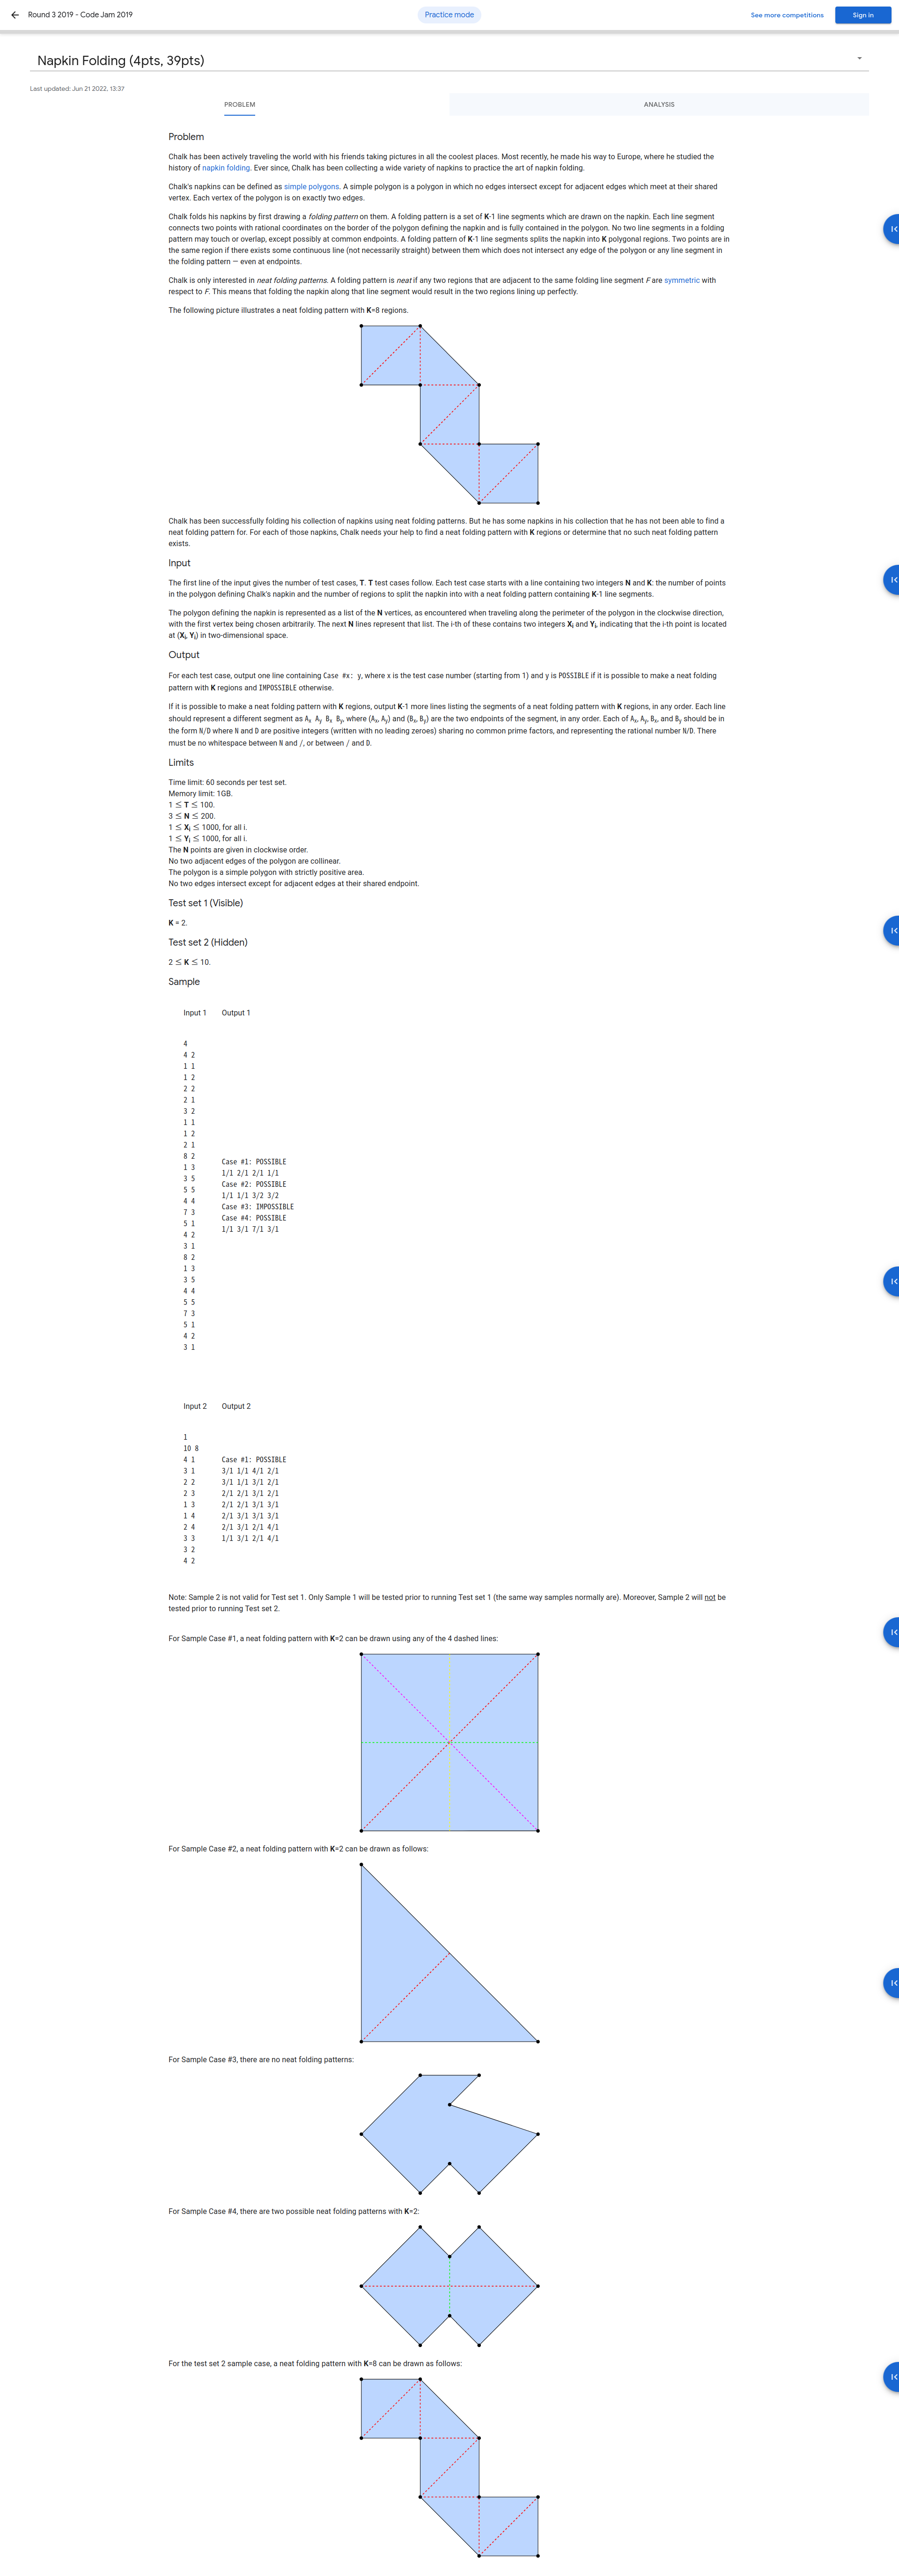 Round 3 2019 - Code Jam 2019
Practice mode
See more competitions
Sign in
Napkin Folding (4pts, 39pts)
Last updated: Jun 21 2022, 13:37
PROBLEM
ANALYSIS
Problem
Chalk has been actively traveling the world with his friends taking pictures in all the coolest places. Most recently, he made his way to Europe, where he studied the
history of napkin folding. Ever since, Chalk has been collecting a wide variety of napkins to practice the art of napkin folding.
Chalk's napkins can be defined as simple polygons. A simple polygon is a polygon in which no edges intersect except for adjacent edges which meet at their shared
vertex. Each vertex of the polygon is on exactly two edges.
Chalk folds his napkins by first drawing a folding pattern on them. A folding pattern is a set of K-1 line segments which are drawn on the napkin. Each line segment
connects two points with rational coordinates on the border of the polygon defining the napkin and is fully contained in the polygon. No two line segments in a folding
pattern may touch or overlap, except possibly at common endpoints. A folding pattern of K-1 line segments splits the napkin into K polygonal regions. Two points are in
the same region if there exists some continuous line (not necessarily straight) between them which does not intersect any edge of the polygon or any line segment in
the folding pattern — even at endpoints.
Chalk is only interested in neat folding patterns. A folding pattern is neat if any two regions that are adjacent to the same folding line segment F are symmetric with
respect to F. This means that folding the napkin along that line segment would result in the two regions lining up perfectly.
The following picture illustrates a neat folding pattern with K=8 regions.
Chalk has been successfully folding his collection of napkins using neat folding patterns. But he has some napkins in his collection that he has not been able to find a
neat folding pattern for. For each of those napkins, Chalk needs your help to find a neat folding pattern with K regions or determine that no such neat folding pattern
exists.
Input
The first line of the input gives the number of test cases, T. T test cases follow. Each test case starts with a line containing two integers N and K: the number of points
in the polygon defining Chalk's napkin and the number of regions to split the napkin into with a neat folding pattern containing K-1 line segments.
The polygon defining the napkin is represented as a list of the N vertices, as encountered when traveling along the perimeter of the polygon in the clockwise direction,
with the first vertex being chosen arbitrarily. The next N lines represent that list. The i-th of these contains two integers Xi and Yi, indicating that the i-th point is located
at (Xi, Yi) in two-dimensional space.
Output
For each test case, output one line containing Case #x: y, where x is the test case number (starting from 1) and y is POSSIBLE if it is possible to make a neat folding
pattern with K regions and IMPOSSIBLE otherwise.
If it is possible to make a neat folding pattern with K regions, output K-1 more lines listing the segments of a neat folding pattern with K regions, in any order. Each line
should represent a different segment as Ax Ay Bx By, where (Ax, Ay) and (Bx, By) are the two endpoints of the segment, in any order. Each of Ax, Ay, Bx, and By should be in
the form N/D where N and D are positive integers (written with no leading zeroes) sharing no common prime factors, and representing the rational number N/D. There
must be no whitespace between N and /, or between / and D.
Limits
Time limit: 60 seconds per test set.
Memory limit: 1GB.
1 ≤ T ≤ 100.
3 ≤ N ≤ 200.
1 ≤ Xi ≤ 1000, for all i.
1 ≤ Yi ≤ 1000, for all i.
The N points are given in clockwise order.
No two adjacent edges of the polygon are collinear.
The polygon is a simple polygon with strictly positive area.
No two edges intersect except for adjacent edges at their shared endpoint.
Test set 1 (Visible)
K = 2.
Test set 2 (Hidden)
2 ≤ K ≤ 10.
Sample
Input 1
Output 1
4
4 2
1 1
1 2
2 2
2 1
3 2
1 1
1 2
2 1
8 2
1 3
3 5
5 5
4 4
7 3
5 1
4 2
3 1
8 2
1 3
3 5
4 4
5 5
7 3
5 1
4 2
3 1
Case #1: POSSIBLE
1/1 2/1 2/1 1/1
Case #2: POSSIBLE
1/1 1/1 3/2 3/2
Case #3: IMPOSSIBLE
Case #4: POSSIBLE
1/1 3/1 7/1 3/1
Input 2
Output 2
1
10 8
4 1
3 1
2 2
2 3
1 3
1 4
2 4
3 3
3 2
4 2
Case #1: POSSIBLE
3/1 1/1 4/1 2/1
3/1 1/1 3/1 2/1
2/1 2/1 3/1 2/1
2/1 2/1 3/1 3/1
2/1 3/1 3/1 3/1
2/1 3/1 2/1 4/1
1/1 3/1 2/1 4/1
Note: Sample 2 is not valid for Test set 1. Only Sample 1 will be tested prior to running Test set 1 (the same way samples normally are). Moreover, Sample 2 will not be
tested prior to running Test set 2.
For Sample Case #1, a neat folding pattern with K=2 can be drawn using any of the 4 dashed lines:
For Sample Case #2, a neat folding pattern with K=2 can be drawn as follows:
For Sample Case #3, there are no neat folding patterns:
For Sample Case #4, there are two possible neat folding patterns with K=2:
For the test set 2 sample case, a neat folding pattern with K=8 can be drawn as follows: